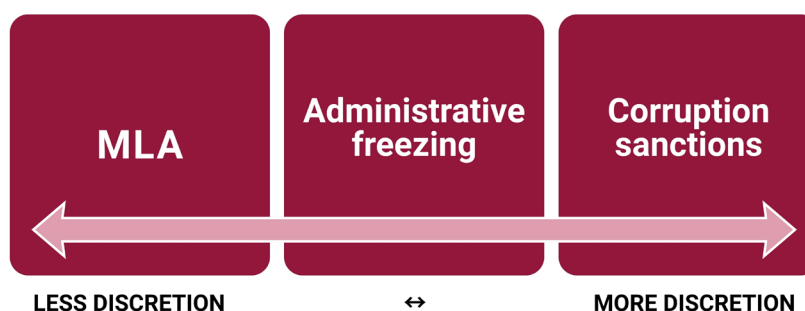 MLA
Administrative
freezing
Corruption
sanctions
LESS DISCRETION
↔
MORE DISCRETION